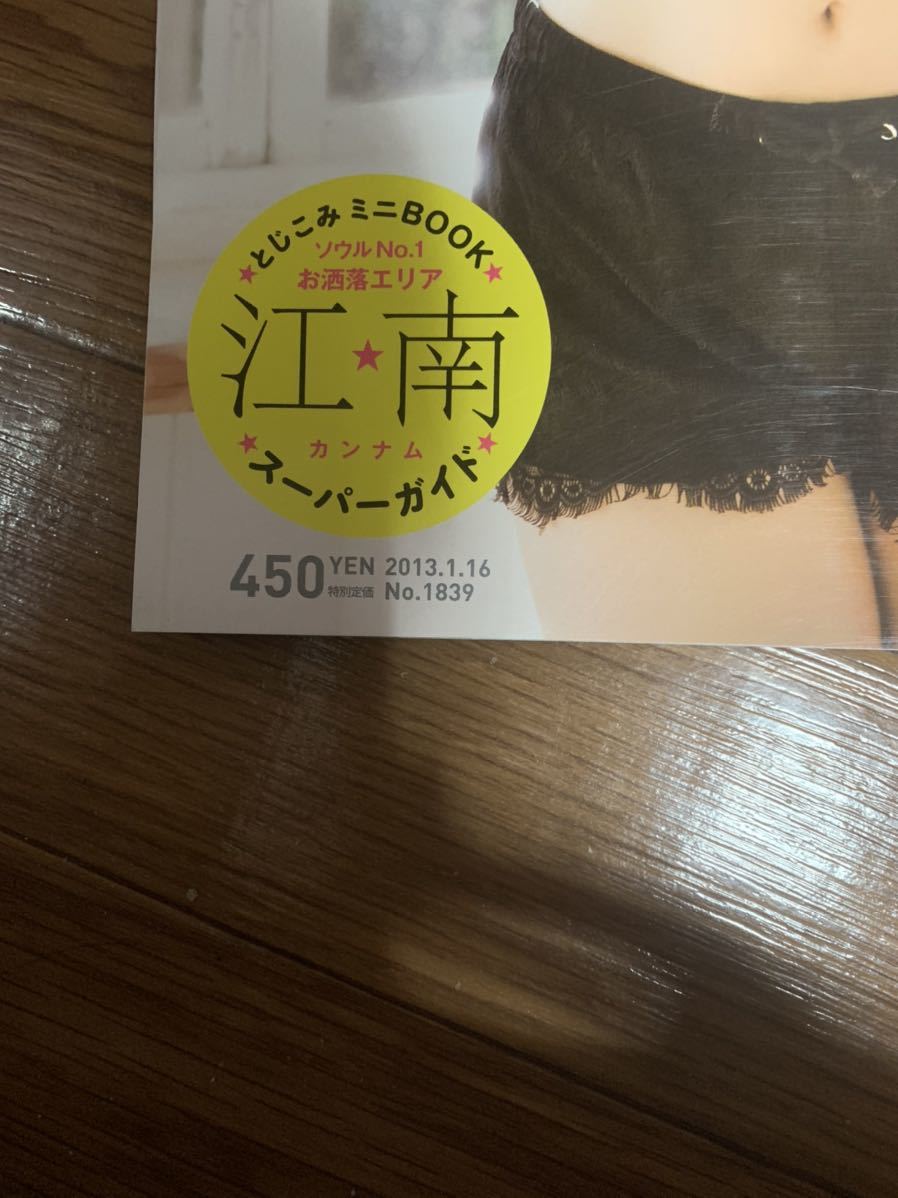 とじこみ ミニBOOK
ソウル No.1
お洒落エリア
江★南
カンナム
スーパーガイド
450 YEN 特別定価
2013.1.16
No.1839